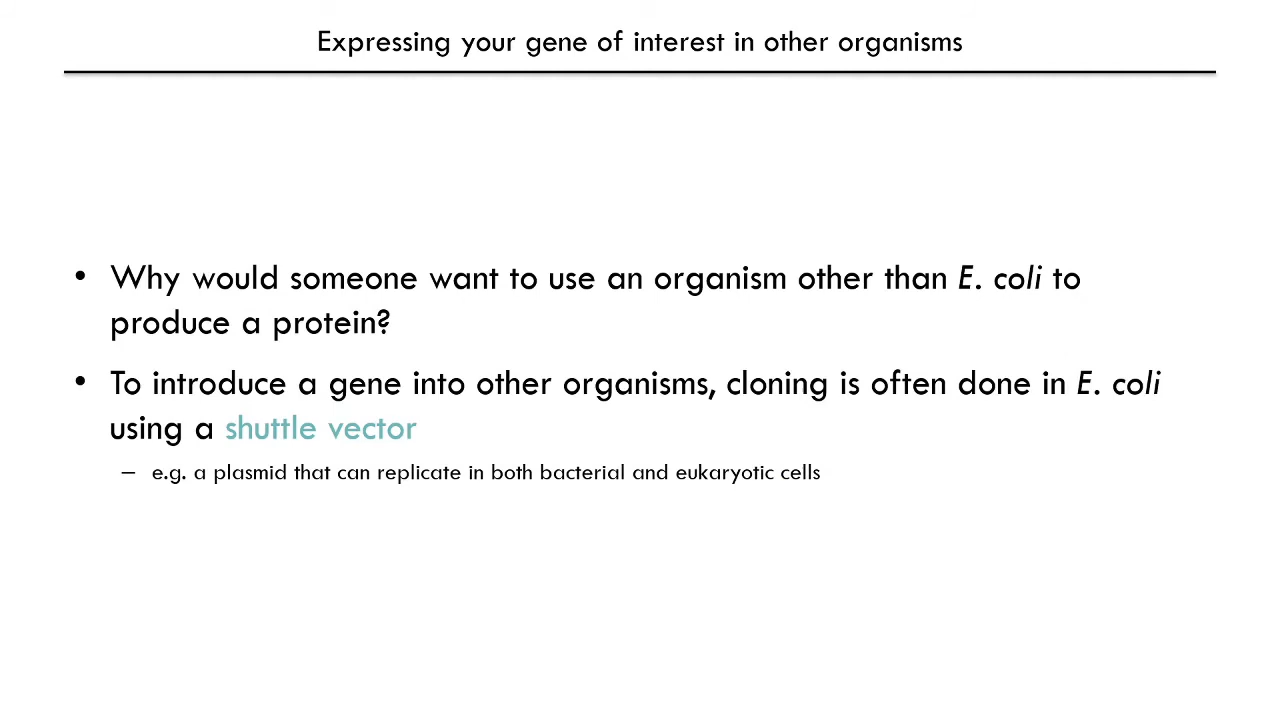 Expressing your gene of interest in other organisms
• Why would someone want to use an organism other than E. coli to
produce a protein?
• To introduce a gene into other organisms, cloning is often done in E. coli
using a shuttle vector
– e.g. a plasmid that can replicate in both bacterial and eukaryotic cells